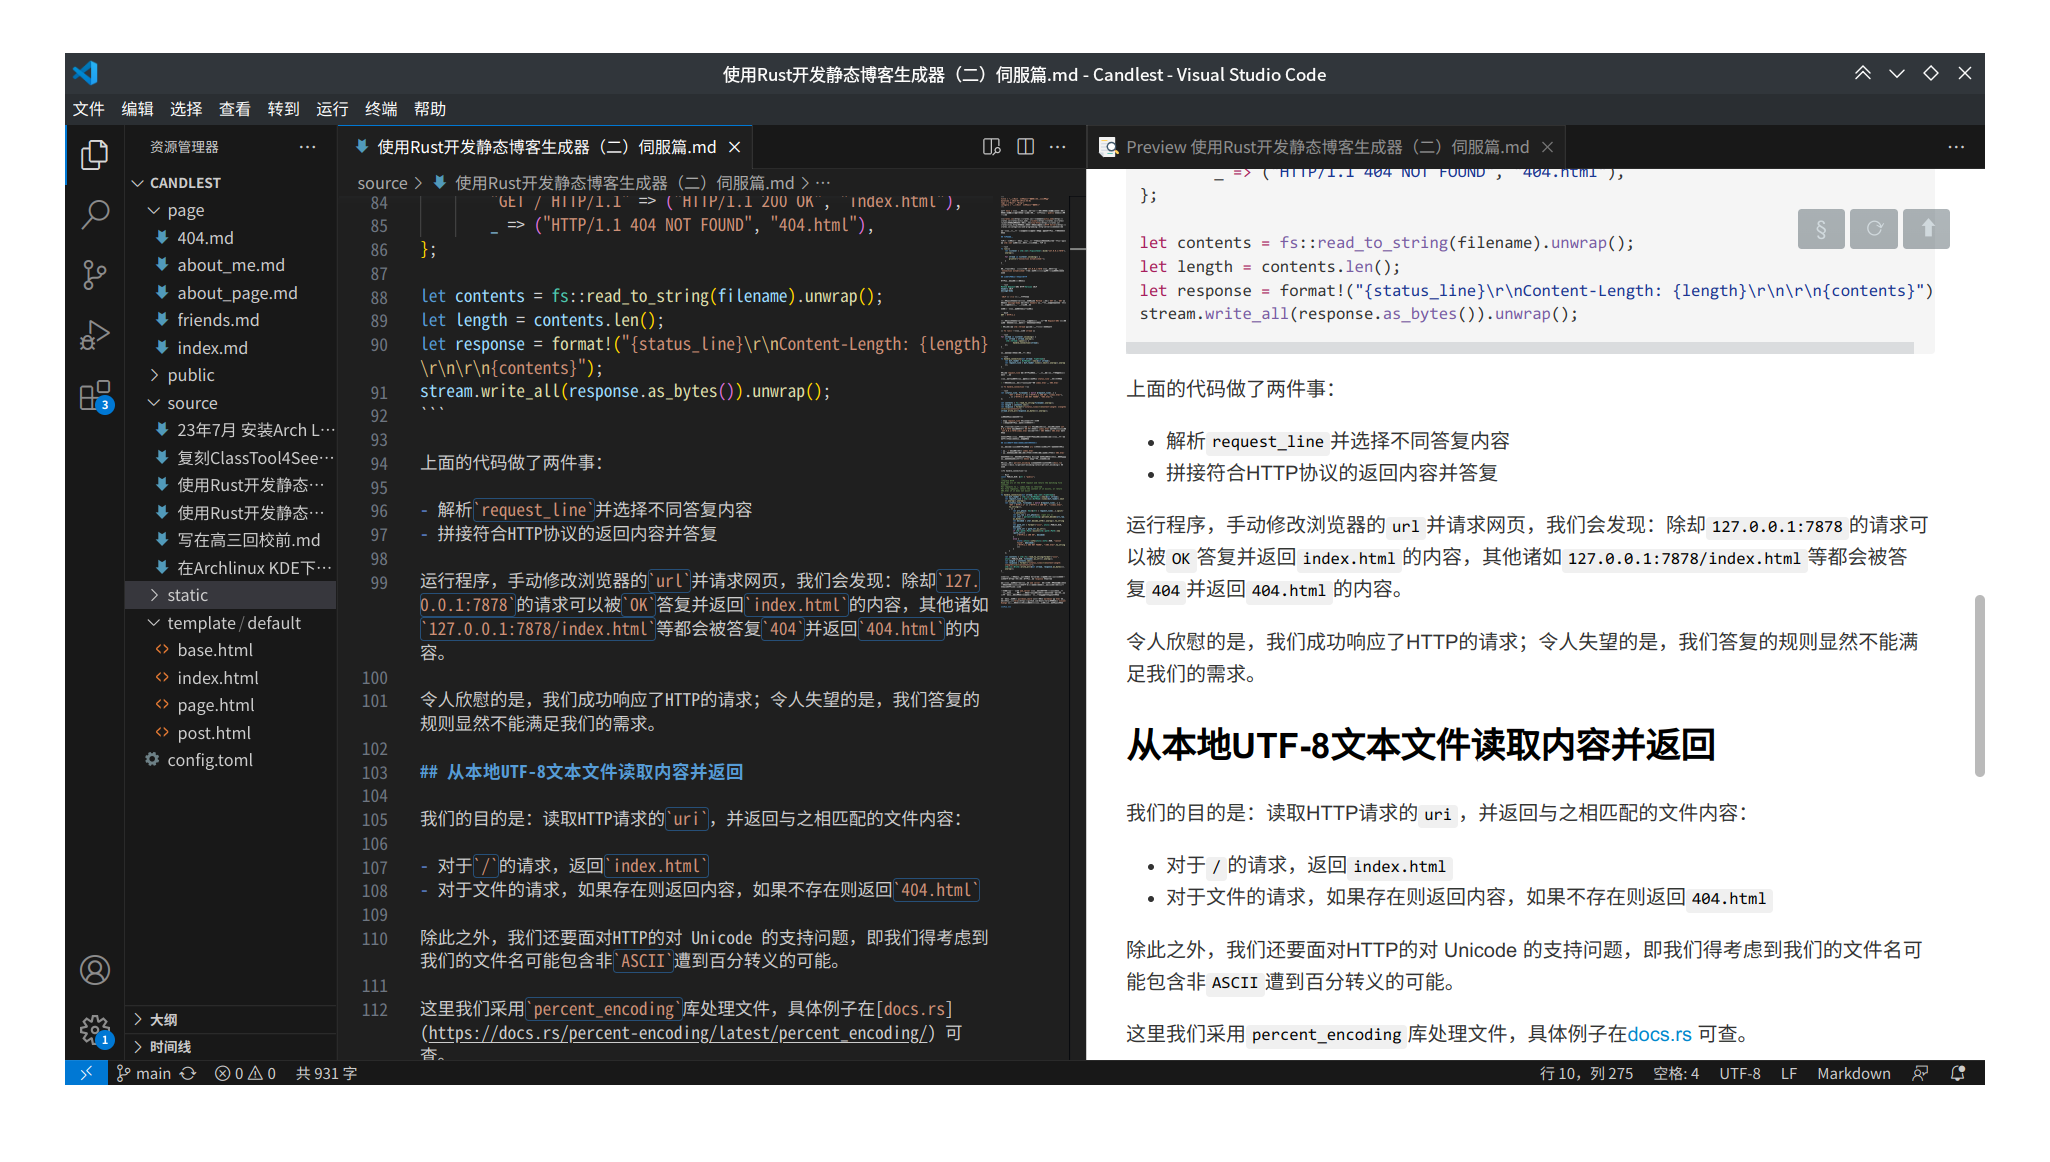 使用Rust开发静态博客生成器（二）伺服篇.md - Candlest - Visual Studio Code
文件 编辑 选择 查看 转到 运行 终端 帮助
资源管理器
CANDLEST
page
404.md
about_me.md
about_page.md
friends.md
index.md
public
source
23年7月 安装Arch L···
复刻ClassTool4See···
使用Rust开发静态···
使用Rust开发静态···
写在高三回校前.md
在Archlinux KDE下···
static
template / default
base.html
index.html
page.html
post.html
config.toml
大纲
时间线
3
1
使用Rust开发静态博客生成器（二）伺服篇.md
source > 使用Rust开发静态博客生成器（二）伺服篇.md > ···
84 "GET / HTTP/1.1" => ("HTTP/1.1 200 OK", "index.html"),
85 _ => ("HTTP/1.1 404 NOT FOUND", "404.html"),
86 };
87
88 let contents = fs::read_to_string(filename).unwrap();
89 let length = contents.len();
90 let response = format!("{status_line}\r\nContent-Length: {length}
\r\n\r\n{contents}");
91 stream.write_all(response.as_bytes()).unwrap();
92 ```
93
94 上面的代码做了两件事：
95
96 - 解析`request_line`并选择不同答复内容
97 - 拼接符合HTTP协议的返回内容并答复
98
99 运行程序，手动修改浏览器的`url`并请求网页，我们会发现：除却`127.
0.0.1:7878`的请求可以被`OK`答复并返回`index.html`的内容，其他诸如
`127.0.0.1:7878/index.html`等都会被答复`404`并返回`404.html`的内
容。
100
101 令人欣慰的是，我们成功响应了HTTP的请求；令人失望的是，我们答复的
规则显然不能满足我们的需求。
102
103 ## 从本地UTF-8文本文件读取内容并返回
104
105 我们的目的是：读取HTTP请求的`uri`，并返回与之相匹配的文件内容：
106
107 - 对于`/`的请求，返回`index.html`
108 - 对于文件的请求，如果存在则返回内容，如果不存在则返回`404.html`
109
110 除此之外，我们还要面对HTTP的对 Unicode 的支持问题，即我们得考虑到
我们的文件名可能包含非`ASCII`遭到百分转义的可能。
111
112 这里我们采用`percent_encoding`库处理文件，具体例子在[docs.rs]
(https://docs.rs/percent-encoding/latest/percent_encoding/) 可
查。
Preview 使用Rust开发静态博客生成器（二）伺服篇.md
_ => ("HTTP/1.1 404 NOT FOUND", "404.html"),
};
§
let contents = fs::read_to_string(filename).unwrap();
let length = contents.len();
let response = format!("{status_line}\r\nContent-Length: {length}\r\n\r\n{contents}")
stream.write_all(response.as_bytes()).unwrap();
上面的代码做了两件事：
• 解析 request_line 并选择不同答复内容
• 拼接符合HTTP协议的返回内容并答复
运行程序，手动修改浏览器的 url 并请求网页，我们会发现：除却 127.0.0.1:7878 的请求可
以被 OK 答复并返回 index.html 的内容，其他诸如 127.0.0.1:7878/index.html 等都会被答
复 404 并返回 404.html 的内容。
令人欣慰的是，我们成功响应了HTTP的请求；令人失望的是，我们答复的规则显然不能满
足我们的需求。
从本地UTF-8文本文件读取内容并返回
我们的目的是：读取HTTP请求的 uri ，并返回与之相匹配的文件内容：
• 对于 / 的请求，返回 index.html
• 对于文件的请求，如果存在则返回内容，如果不存在则返回 404.html
除此之外，我们还要面对HTTP的对 Unicode 的支持问题，即我们得考虑到我们的文件名可
能包含非 ASCII 遭到百分转义的可能。
这里我们采用 percent_encoding 库处理文件，具体例子在docs.rs 可查。
main 0 0 共 931 字
行 10，列 275 空格: 4 UTF-8 LF Markdown